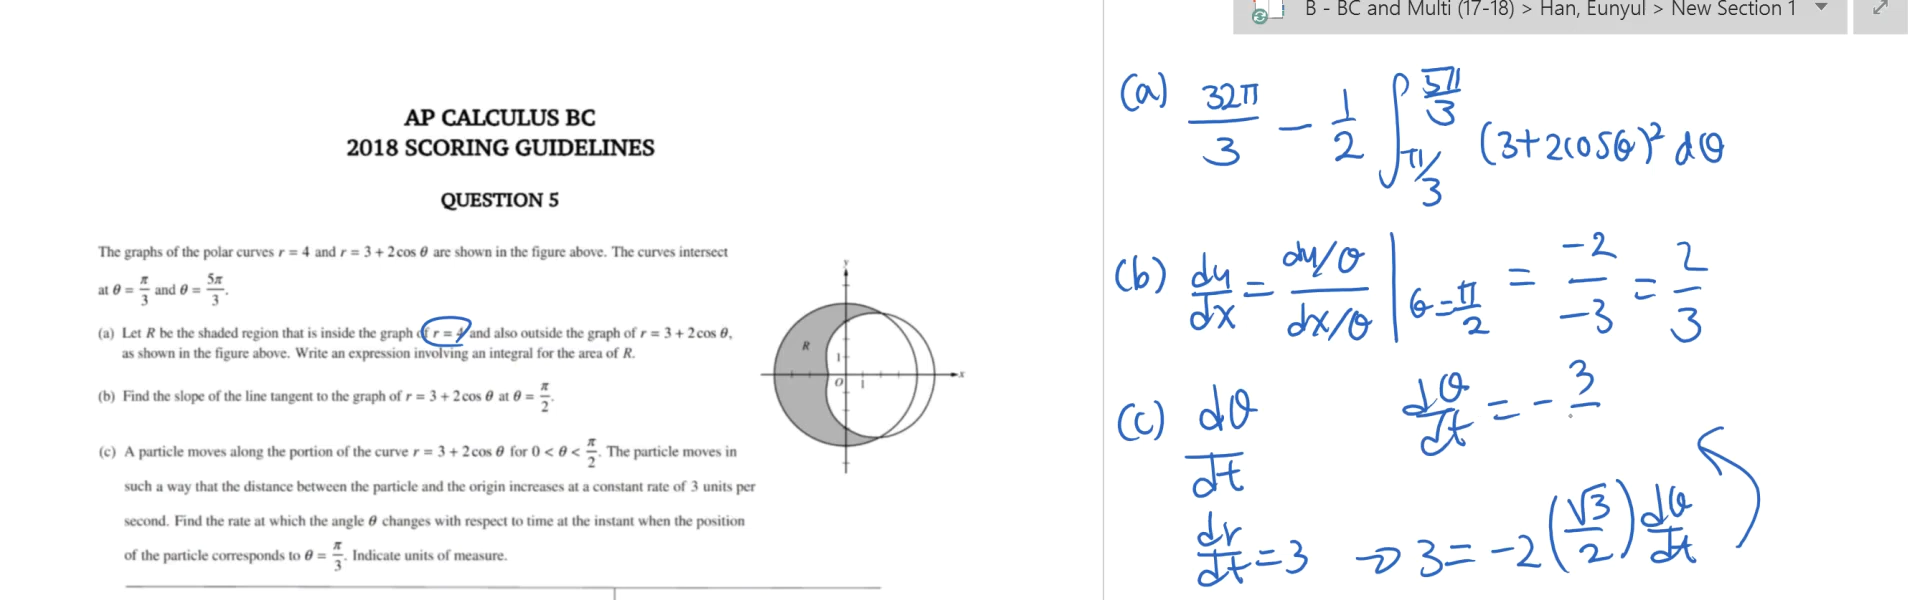 B - BC and Multi (17-18) > Han, Eunyul > New Section 1
AP CALCULUS BC
2018 SCORING GUIDELINES
QUESTION 5
The graphs of the polar curves r = 4 and r = 3 + 2cos θ are shown in the figure above. The curves intersect
at θ = π/3 and θ = 5π/3.
(a) Let R be the shaded region that is inside the graph of r = 4 and also outside the graph of r = 3 + 2cos θ,
as shown in the figure above. Write an expression involving an integral for the area of R.
(b) Find the slope of the line tangent to the graph of r = 3 + 2cos θ at θ = π/2.
(c) A particle moves along the portion of the curve r = 3 + 2cos θ for 0 < θ < π/2. The particle moves in
such a way that the distance between the particle and the origin increases at a constant rate of 3 units per
second. Find the rate at which the angle θ changes with respect to time at the instant when the position
of the particle corresponds to θ = π/3. Indicate units of measure.
y
R
1
O 1
x
(a) 32π/3 - 1/2 ∫_{π/3}^{5π/3} (3+2cosθ)² dθ
(b) dy/dx = (dy/θ)/(dx/θ) | θ=π/2 = -2/-3 = 2/3
(c) dθ/dt dθ/dt = - 3/
dr/dt = 3 → 3 = -2(√3/2) dθ/dt